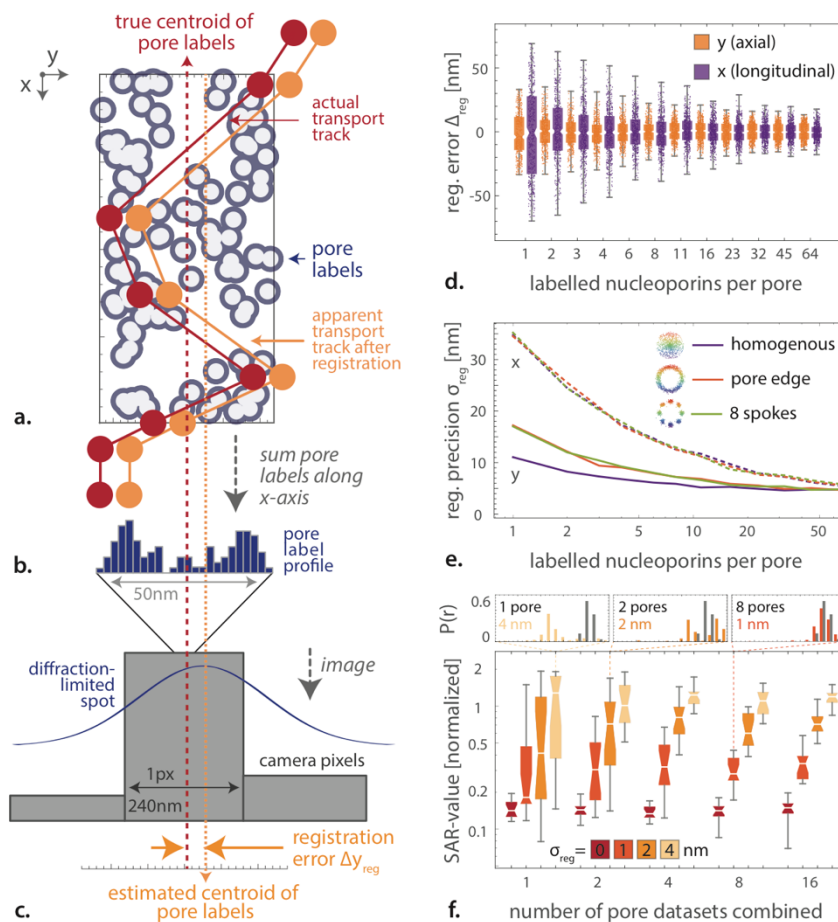 true centroid of
pore labels
y
x
actual
transport
track
pore
labels
apparent
transport
track after
registration
a.
sum pore
labels along
x-axis
b.
pore
label
profile
50nm
diffraction-
limited
spot
image
camera pixels
1px
240nm
registration
error Δy reg
c.
estimated centroid of
pore labels
y (axial)
x (longitudinal)
reg. error Δreg [nm]
50
0
-50
1 2 3 4 6 8 11 16 23 32 45 64
d.
labelled nucleoporins per pore
reg. precision σreg [nm]
30
20
10
5
0
x
y
homogenous
pore edge
8 spokes
1 2 5 10 20 50
e.
labelled nucleoporins per pore
P(r)
0.6
0
1 pore
4 nm
2 pores
2 nm
8 pores
1 nm
SAR-value [normalized]
2
1
0.5
0.2
0.1
σreg= 0 1 2 4 nm
1 2 4 8 16
f.
number of pore datasets combined